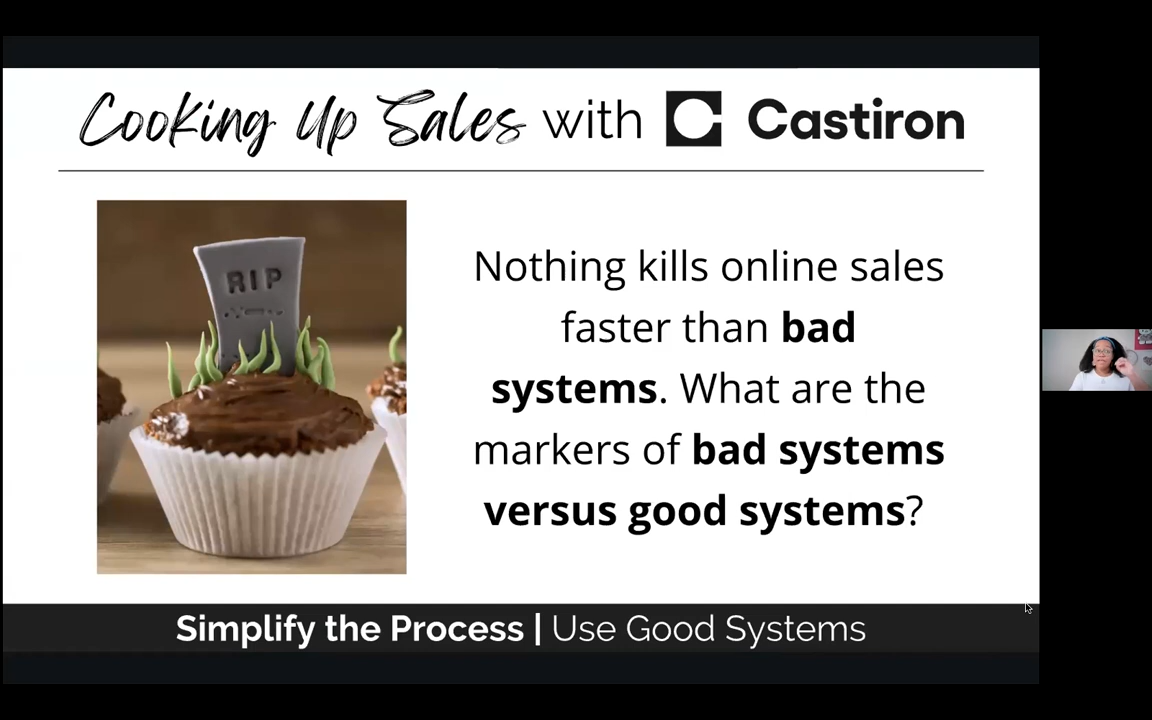 Cooking Up Sales with Castiron
RIP
Nothing kills online sales
faster than bad
systems. What are the
markers of bad systems
versus good systems?
Simplify the Process | Use Good Systems